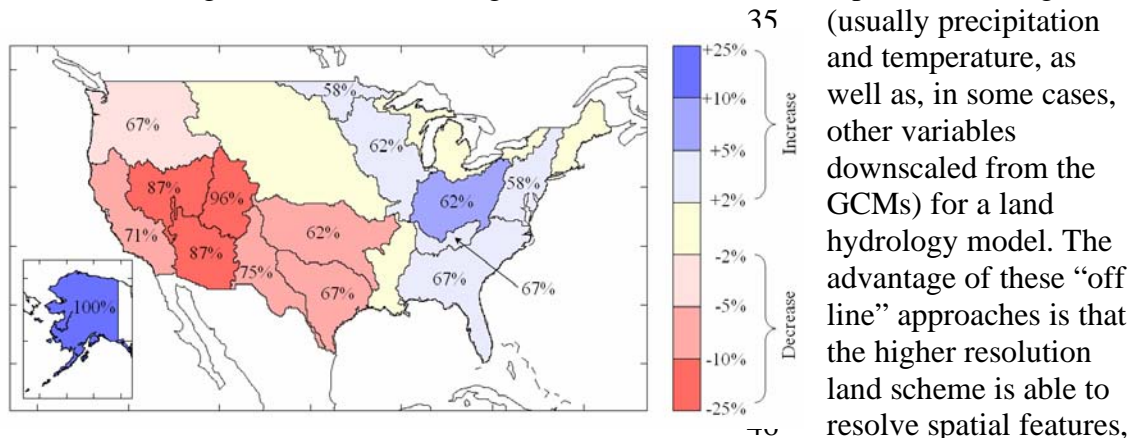 35
+25%
+10%
+5%
+2%
-2%
-5%
-10%
-25%
Increase
Decrease
58%
67%
62%
87%
96%
58%
62%
71%
87%
62%
75%
67%
67%
67%
100%
(usually precipitation
and temperature, as
well as, in some cases,
other variables
downscaled from the
GCMs) for a land
hydrology model. The
advantage of these “off
line” approaches is that
the higher resolution
land scheme is able to
resolve spatial features,